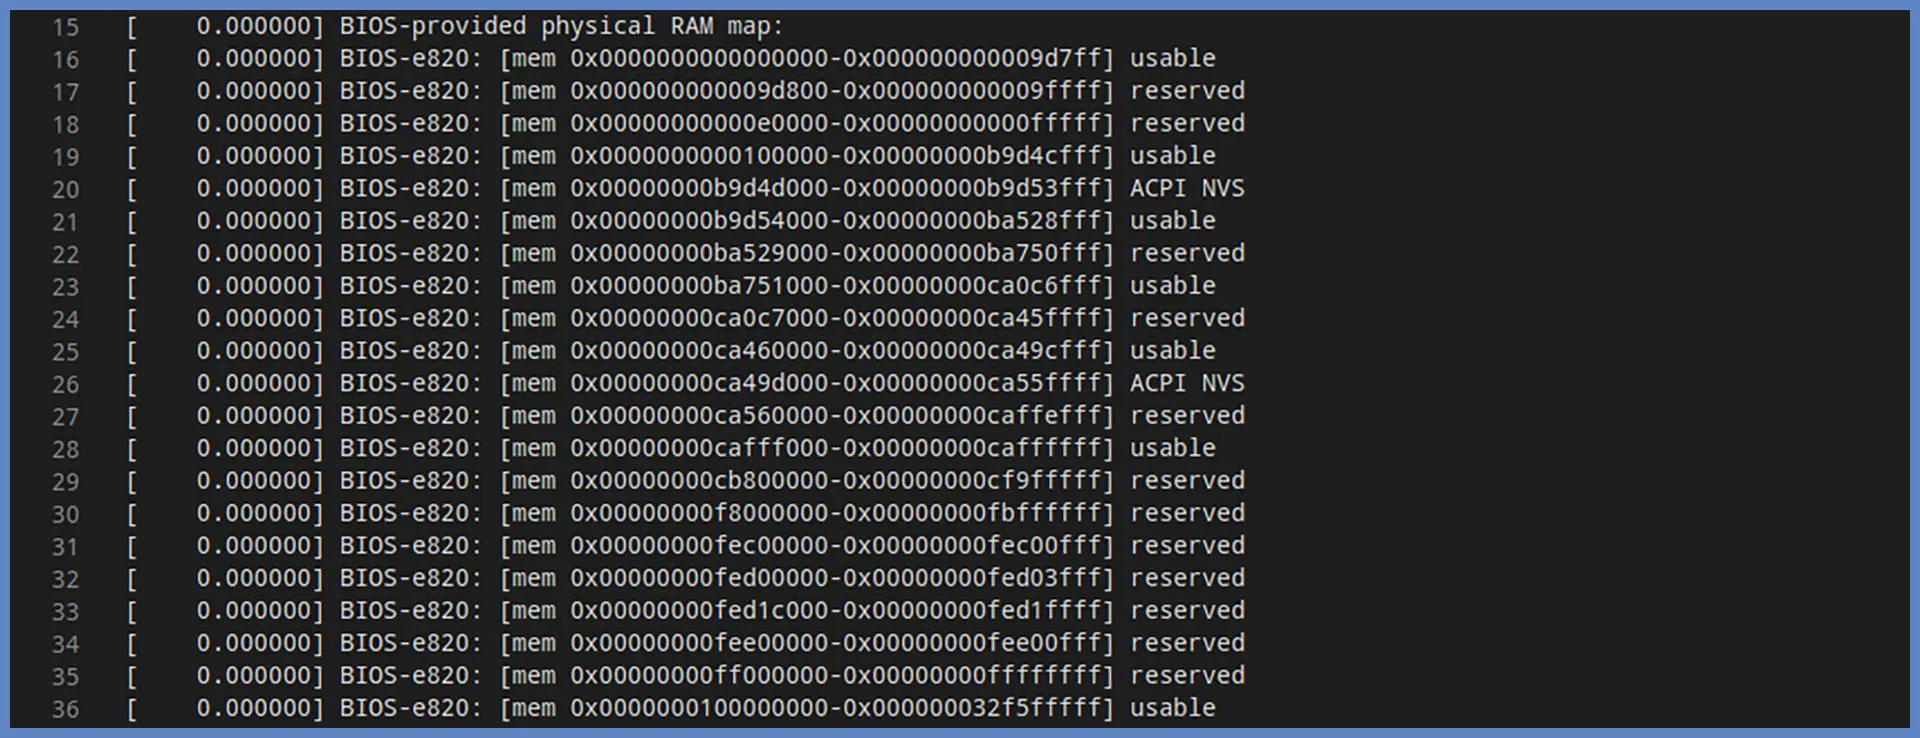 15 [    0.000000] BIOS-provided physical RAM map:
16 [    0.000000] BIOS-e820: [mem 0x0000000000000000-0x000000000009d7ff] usable
17 [    0.000000] BIOS-e820: [mem 0x000000000009d800-0x000000000009ffff] reserved
18 [    0.000000] BIOS-e820: [mem 0x00000000000e0000-0x00000000000fffff] reserved
19 [    0.000000] BIOS-e820: [mem 0x0000000000100000-0x00000000b9d4cfff] usable
20 [    0.000000] BIOS-e820: [mem 0x00000000b9d4d000-0x00000000b9d53fff] ACPI NVS
21 [    0.000000] BIOS-e820: [mem 0x00000000b9d54000-0x00000000ba528fff] usable
22 [    0.000000] BIOS-e820: [mem 0x00000000ba529000-0x00000000ba750fff] reserved
23 [    0.000000] BIOS-e820: [mem 0x00000000ba751000-0x00000000ca0c6fff] usable
24 [    0.000000] BIOS-e820: [mem 0x00000000ca0c7000-0x00000000ca45ffff] reserved
25 [    0.000000] BIOS-e820: [mem 0x00000000ca460000-0x00000000ca49cfff] usable
26 [    0.000000] BIOS-e820: [mem 0x00000000ca49d000-0x00000000ca55ffff] ACPI NVS
27 [    0.000000] BIOS-e820: [mem 0x00000000ca560000-0x00000000caffefff] reserved
28 [    0.000000] BIOS-e820: [mem 0x00000000cafff000-0x00000000caffffff] usable
29 [    0.000000] BIOS-e820: [mem 0x00000000cb800000-0x00000000cf9fffff] reserved
30 [    0.000000] BIOS-e820: [mem 0x00000000f8000000-0x00000000fbffffff] reserved
31 [    0.000000] BIOS-e820: [mem 0x00000000fec00000-0x00000000fec00fff] reserved
32 [    0.000000] BIOS-e820: [mem 0x00000000fed00000-0x00000000fed03fff] reserved
33 [    0.000000] BIOS-e820: [mem 0x00000000fed1c000-0x00000000fed1ffff] reserved
34 [    0.000000] BIOS-e820: [mem 0x00000000fee00000-0x00000000fee00fff] reserved
35 [    0.000000] BIOS-e820: [mem 0x00000000ff000000-0x00000000ffffffff] reserved
36 [    0.000000] BIOS-e820: [mem 0x0000000100000000-0x000000032f5fffff] usable